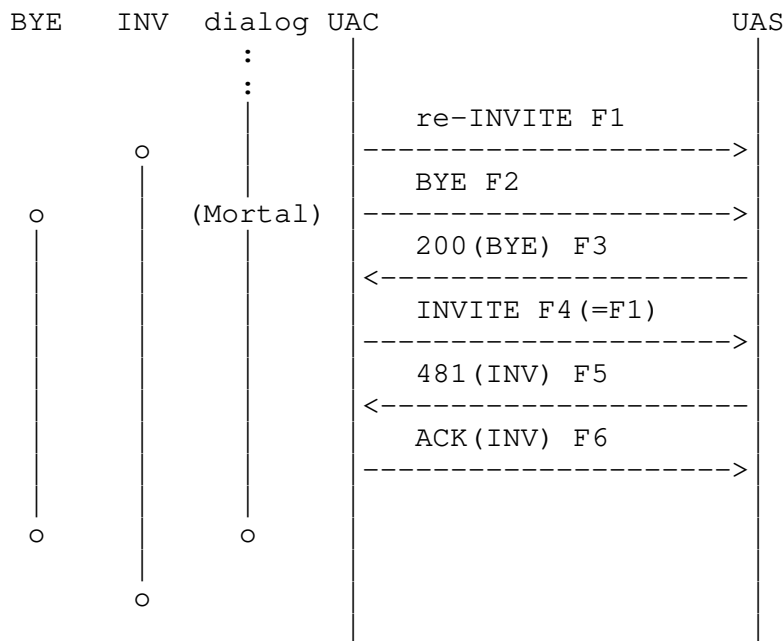 BYE INV dialog UAC UAS
:
:
re-INVITE F1
o -------------------->
BYE F2
o (Mortal) -------------------->
200(BYE) F3
<--------------------
INVITE F4(=F1)
-------------------->
481(INV) F5
<--------------------
ACK(INV) F6
-------------------->
o o
o